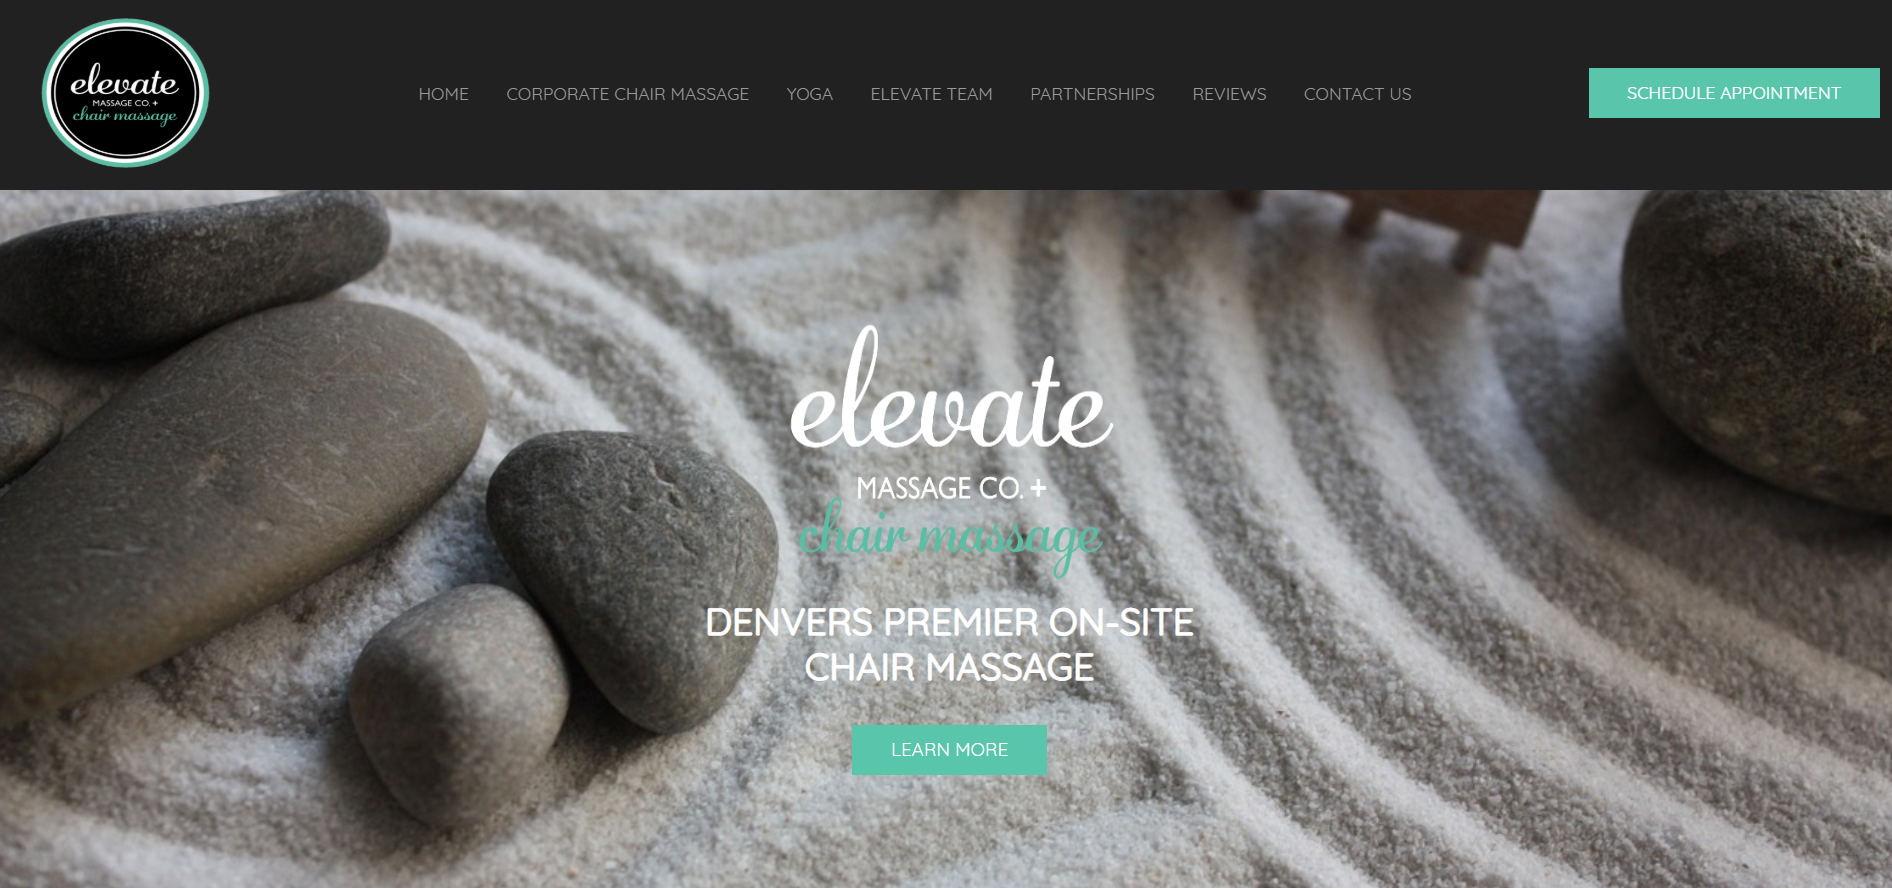 elevate
MASSAGE CO. +
chair massage
HOME
CORPORATE CHAIR MASSAGE
YOGA
ELEVATE TEAM
PARTNERSHIPS
REVIEWS
CONTACT US
SCHEDULE APPOINTMENT
elevate
MASSAGE CO. +
chair massage
DENVERS PREMIER ON-SITE
CHAIR MASSAGE
LEARN MORE